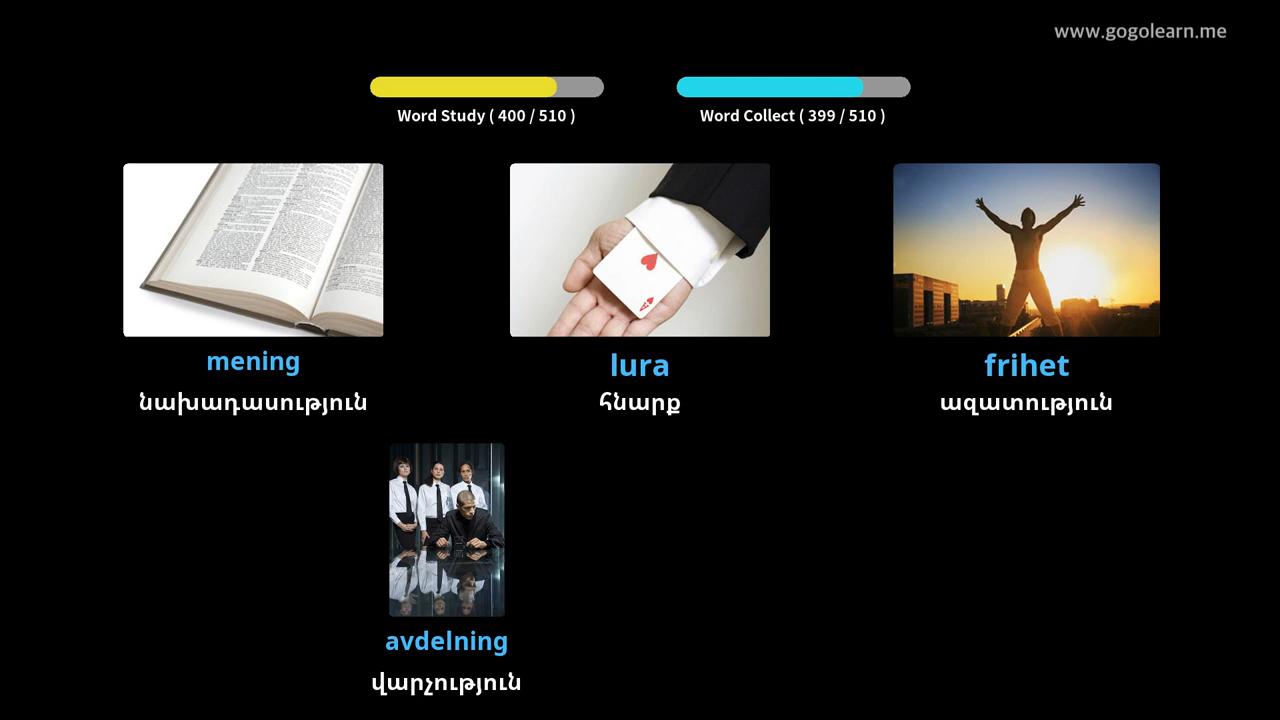 www.gogolearn.me
Word Study ( 400 / 510 )
Word Collect ( 399 / 510 )
mening
նախադասություն
lura
հնարք
frihet
ազատություն
avdelning
վարչություն